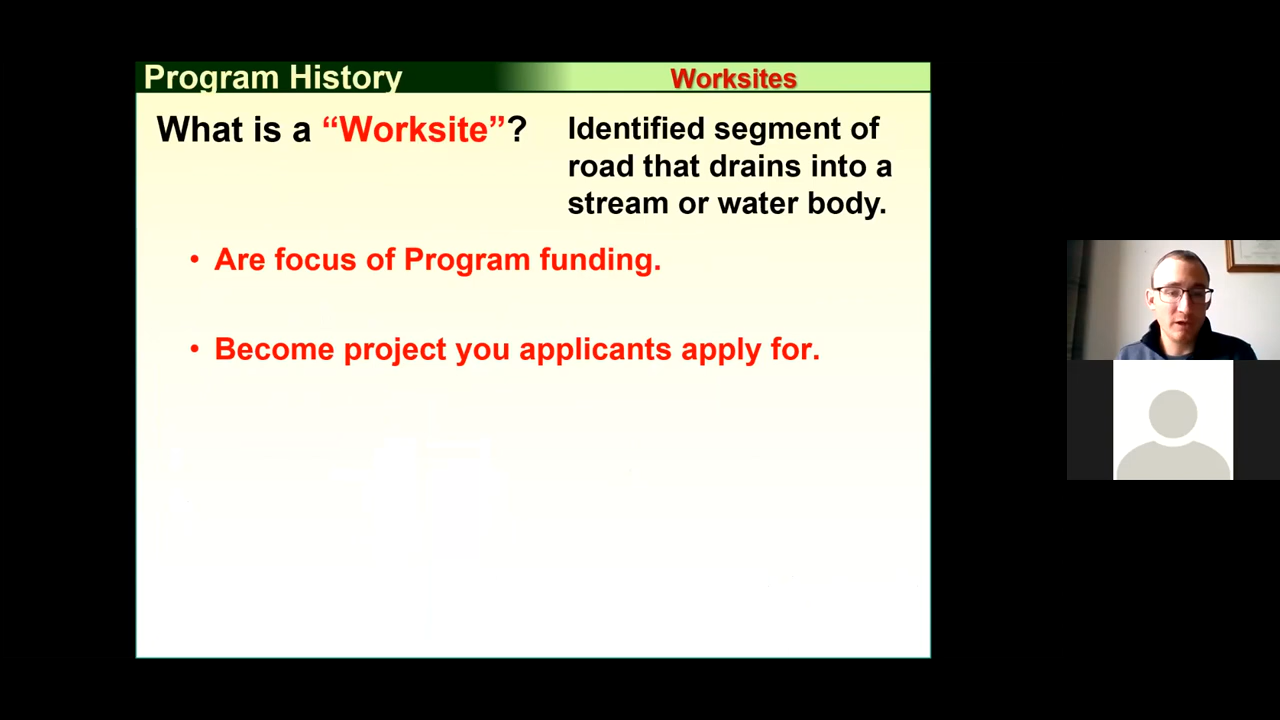 Program History
Worksites
What is a “Worksite”?
Identified segment of
road that drains into a
stream or water body.
• Are focus of Program funding.
• Become project you applicants apply for.